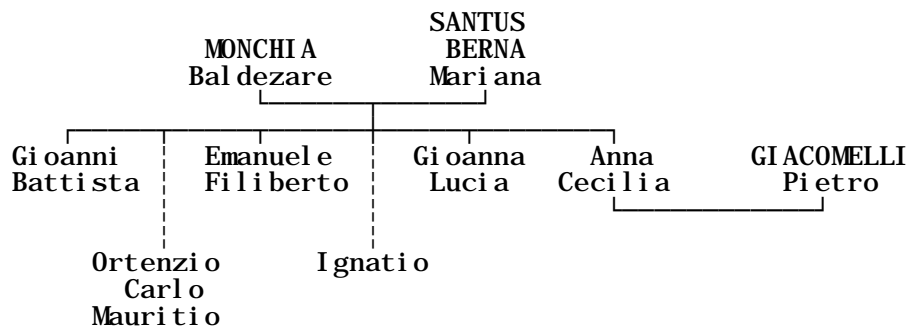 SANTUS
MONCHIA BERNA
Baldezare Mariana
Gioanni Emanuele Gioanna Anna GIACOMELLI
Battista Filiberto Lucia Cecilia Pietro
Ortenzio Ignatio
Carlo
Mauritio